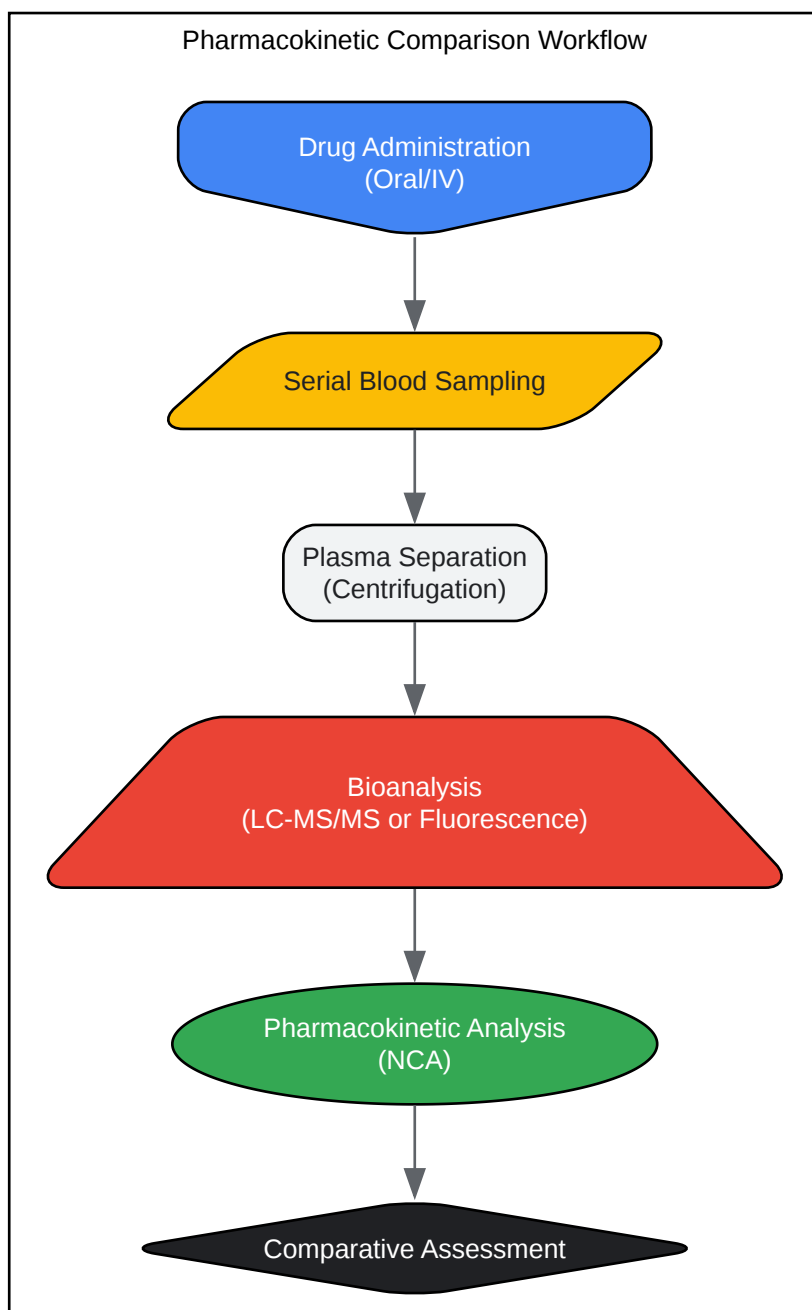 Pharmacokinetic Comparison Workflow
Drug Administration
(Oral/IV)
Serial Blood Sampling
Plasma Separation
(Centrifugation)
Bioanalysis
(LC-MS/MS or Fluorescence)
Pharmacokinetic Analysis
(NCA)
Comparative Assessment